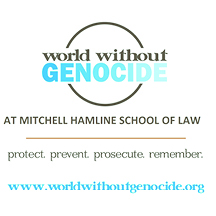 world without
GENOCIDE
AT MITCHELL HAMLINE SCHOOL OF LAW
protect. prevent. prosecute. remember.
www.worldwithoutgenocide.org